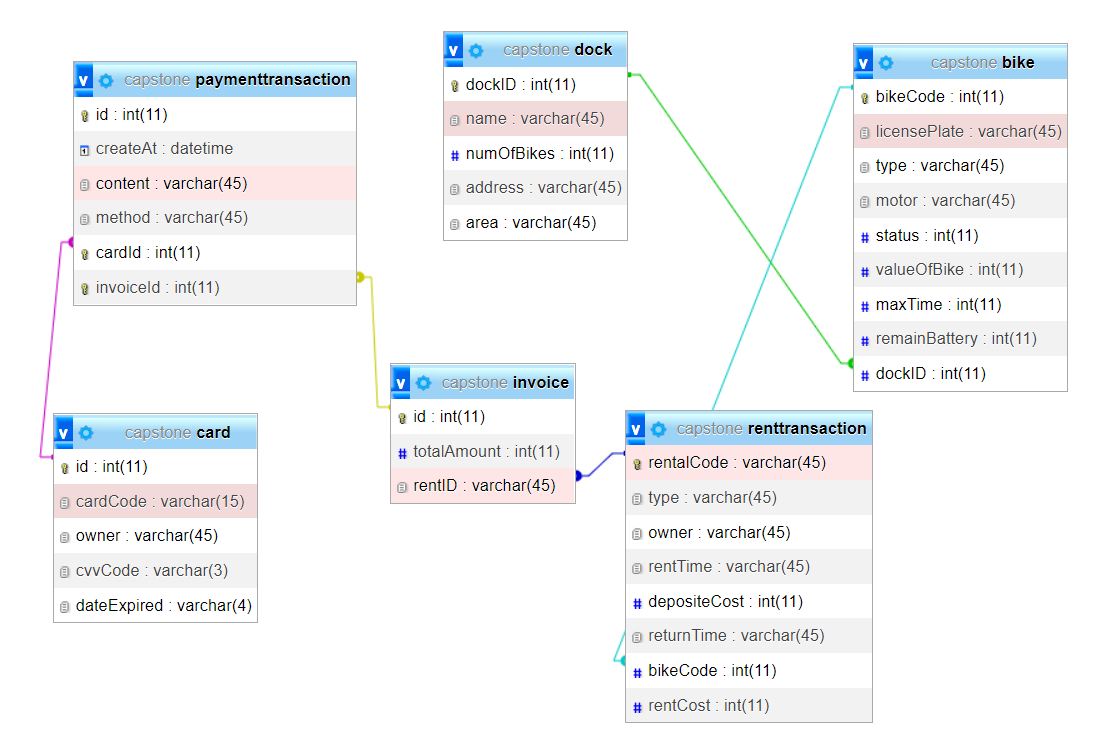 v capstone paymenttransaction
id : int(11)
createAt : datetime
content : varchar(45)
method : varchar(45)
cardId : int(11)
invoiceId : int(11)
v capstone dock
dockID : int(11)
name : varchar(45)
# numOfBikes : int(11)
address : varchar(45)
area : varchar(45)
v capstone bike
bikeCode : int(11)
licensePlate : varchar(45)
type : varchar(45)
motor : varchar(45)
# status : int(11)
# valueOfBike : int(11)
# maxTime : int(11)
# remainBattery : int(11)
# dockID : int(11)
v capstone card
id : int(11)
cardCode : varchar(15)
owner : varchar(45)
cvvCode : varchar(3)
dateExpired : varchar(4)
v capstone invoice
id : int(11)
# totalAmount : int(11)
rentID : varchar(45)
v capstone renttransaction
rentalCode : varchar(45)
type : varchar(45)
owner : varchar(45)
rentTime : varchar(45)
# depositeCost : int(11)
returnTime : varchar(45)
# bikeCode : int(11)
# rentCost : int(11)